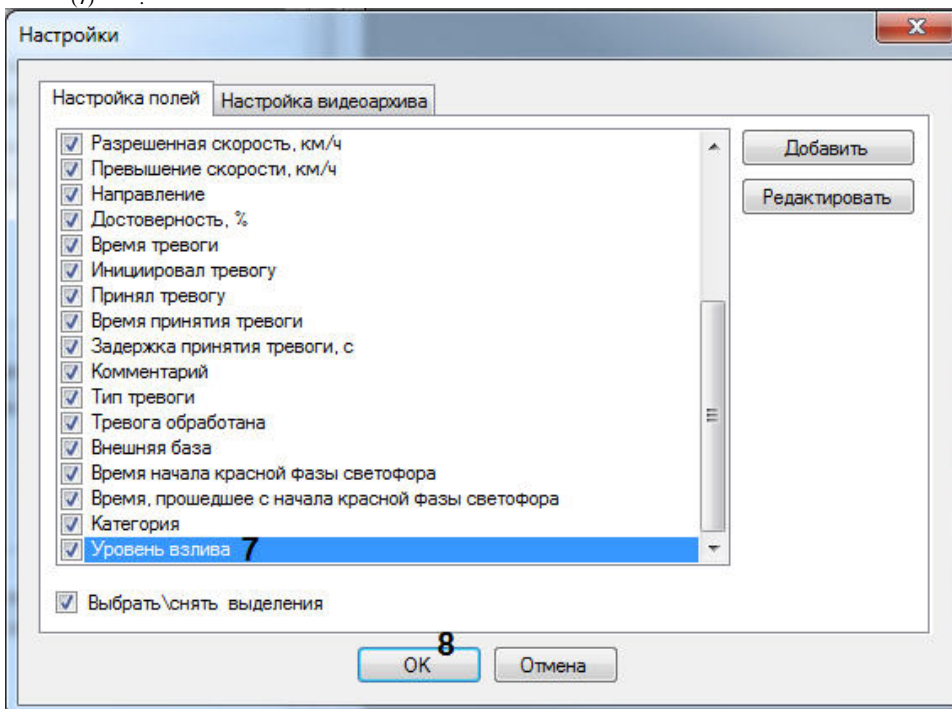 (7) .
Настройки
Настройка полей Настройка видеоархива
Разрешенная скорость, км/ч
Превышение скорости, км/ч
Направление
Достоверность, %
Время тревоги
Инициировал тревогу
Принял тревогу
Время принятия тревоги
Задержка принятия тревоги, с
Комментарий
Тип тревоги
Тревога обработана
Внешняя база
Время начала красной фазы светофора
Время, прошедшее с начала красной фазы светофора
Категория
Уровень взлива 7
Добавить
Редактировать
Выбрать\снять выделения
8
OK Отмена